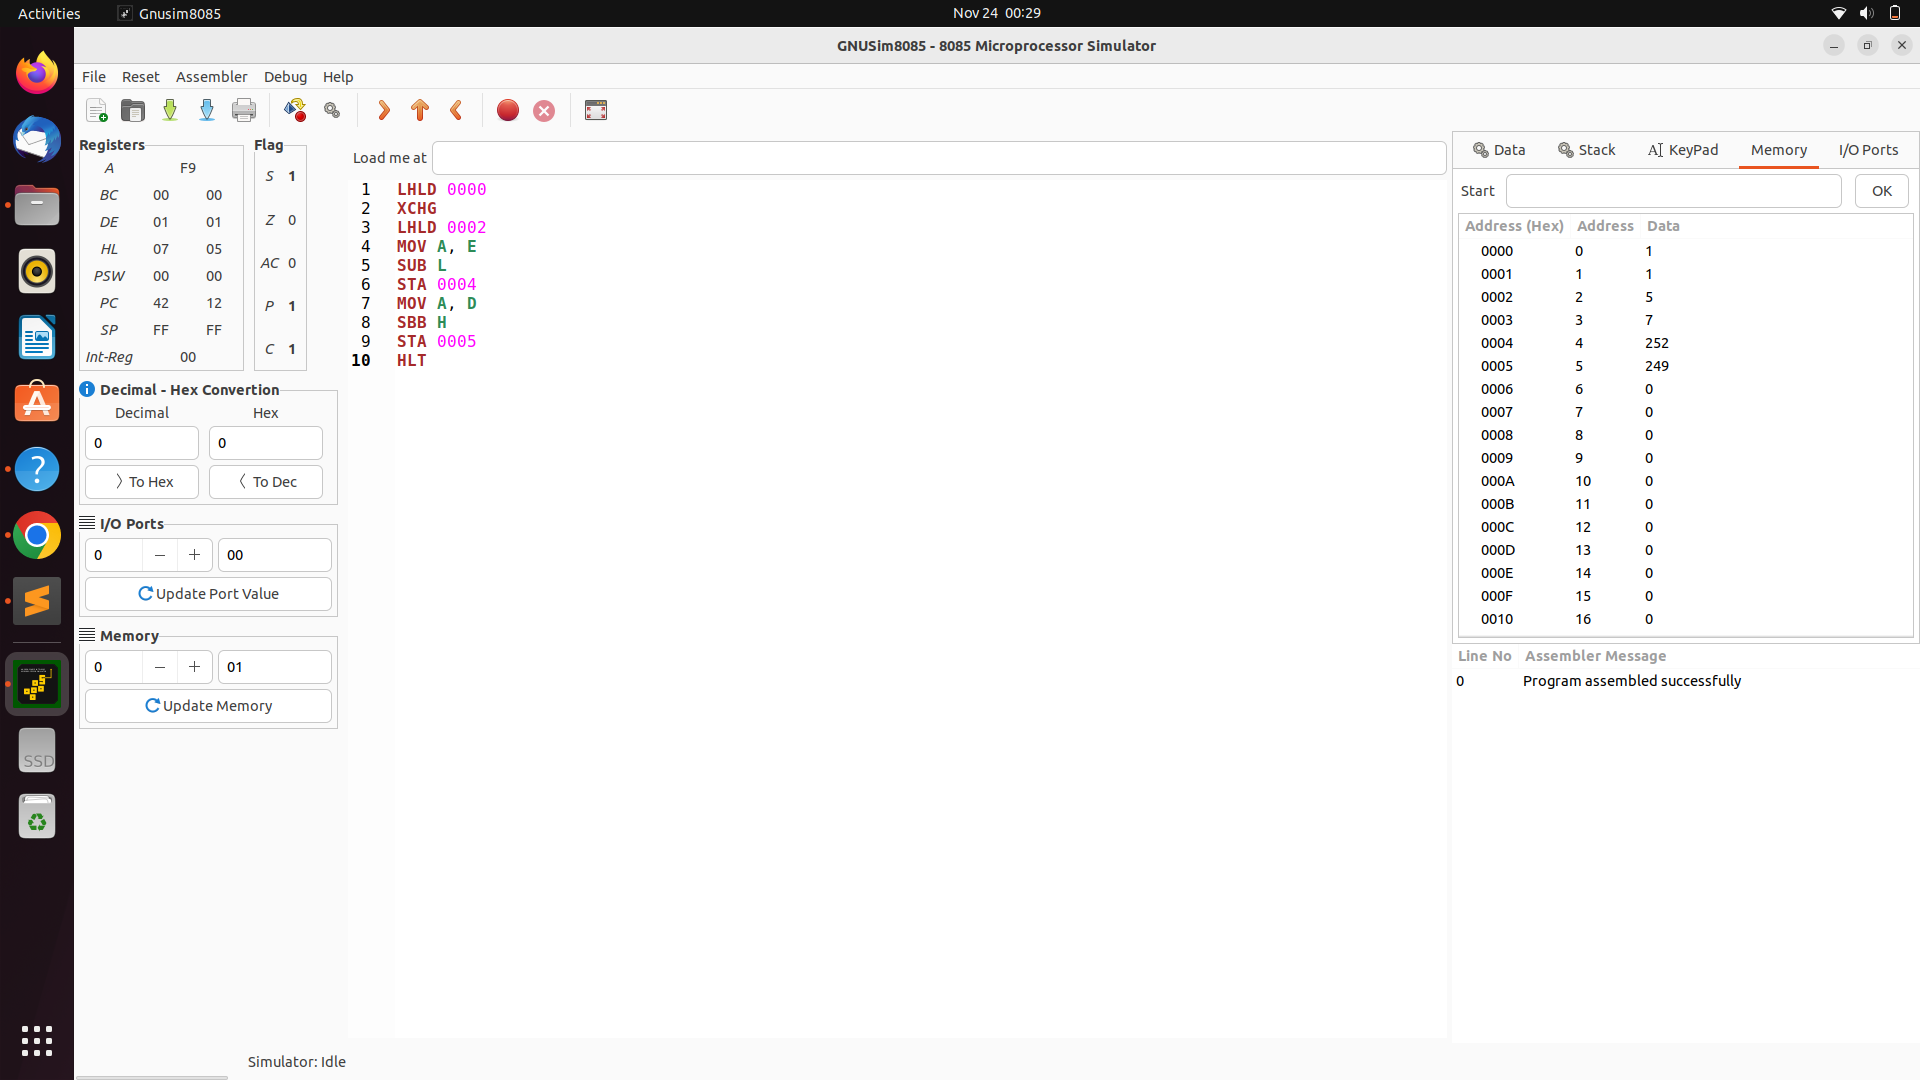 Activities
Gnusim8085
Nov 24 00:29
GNUSim8085 - 8085 Microprocessor Simulator
File Reset Assembler Debug Help
Registers
A F9
BC 00 00
DE 01 01
HL 07 05
PSW 00 00
PC 42 12
SP FF FF
Int-Reg 00
Flag
S 1
Z 0
AC 0
P 1
C 1
Decimal - Hex Convertion
Decimal Hex
0 0
To Hex To Dec
I/O Ports
0 00
Update Port Value
Memory
0 01
Update Memory
Load me at
1 LHLD 0000
2 XCHG
3 LHLD 0002
4 MOV A, E
5 SUB L
6 STA 0004
7 MOV A, D
8 SBB H
9 STA 0005
10 HLT
Data Stack KeyPad Memory I/O Ports
Start OK
Address (Hex) Address Data
0000 0 1
0001 1 1
0002 2 5
0003 3 7
0004 4 252
0005 5 249
0006 6 0
0007 7 0
0008 8 0
0009 9 0
000A 10 0
000B 11 0
000C 12 0
000D 13 0
000E 14 0
000F 15 0
0010 16 0
Line No Assembler Message
0 Program assembled successfully
SSD
Simulator: Idle